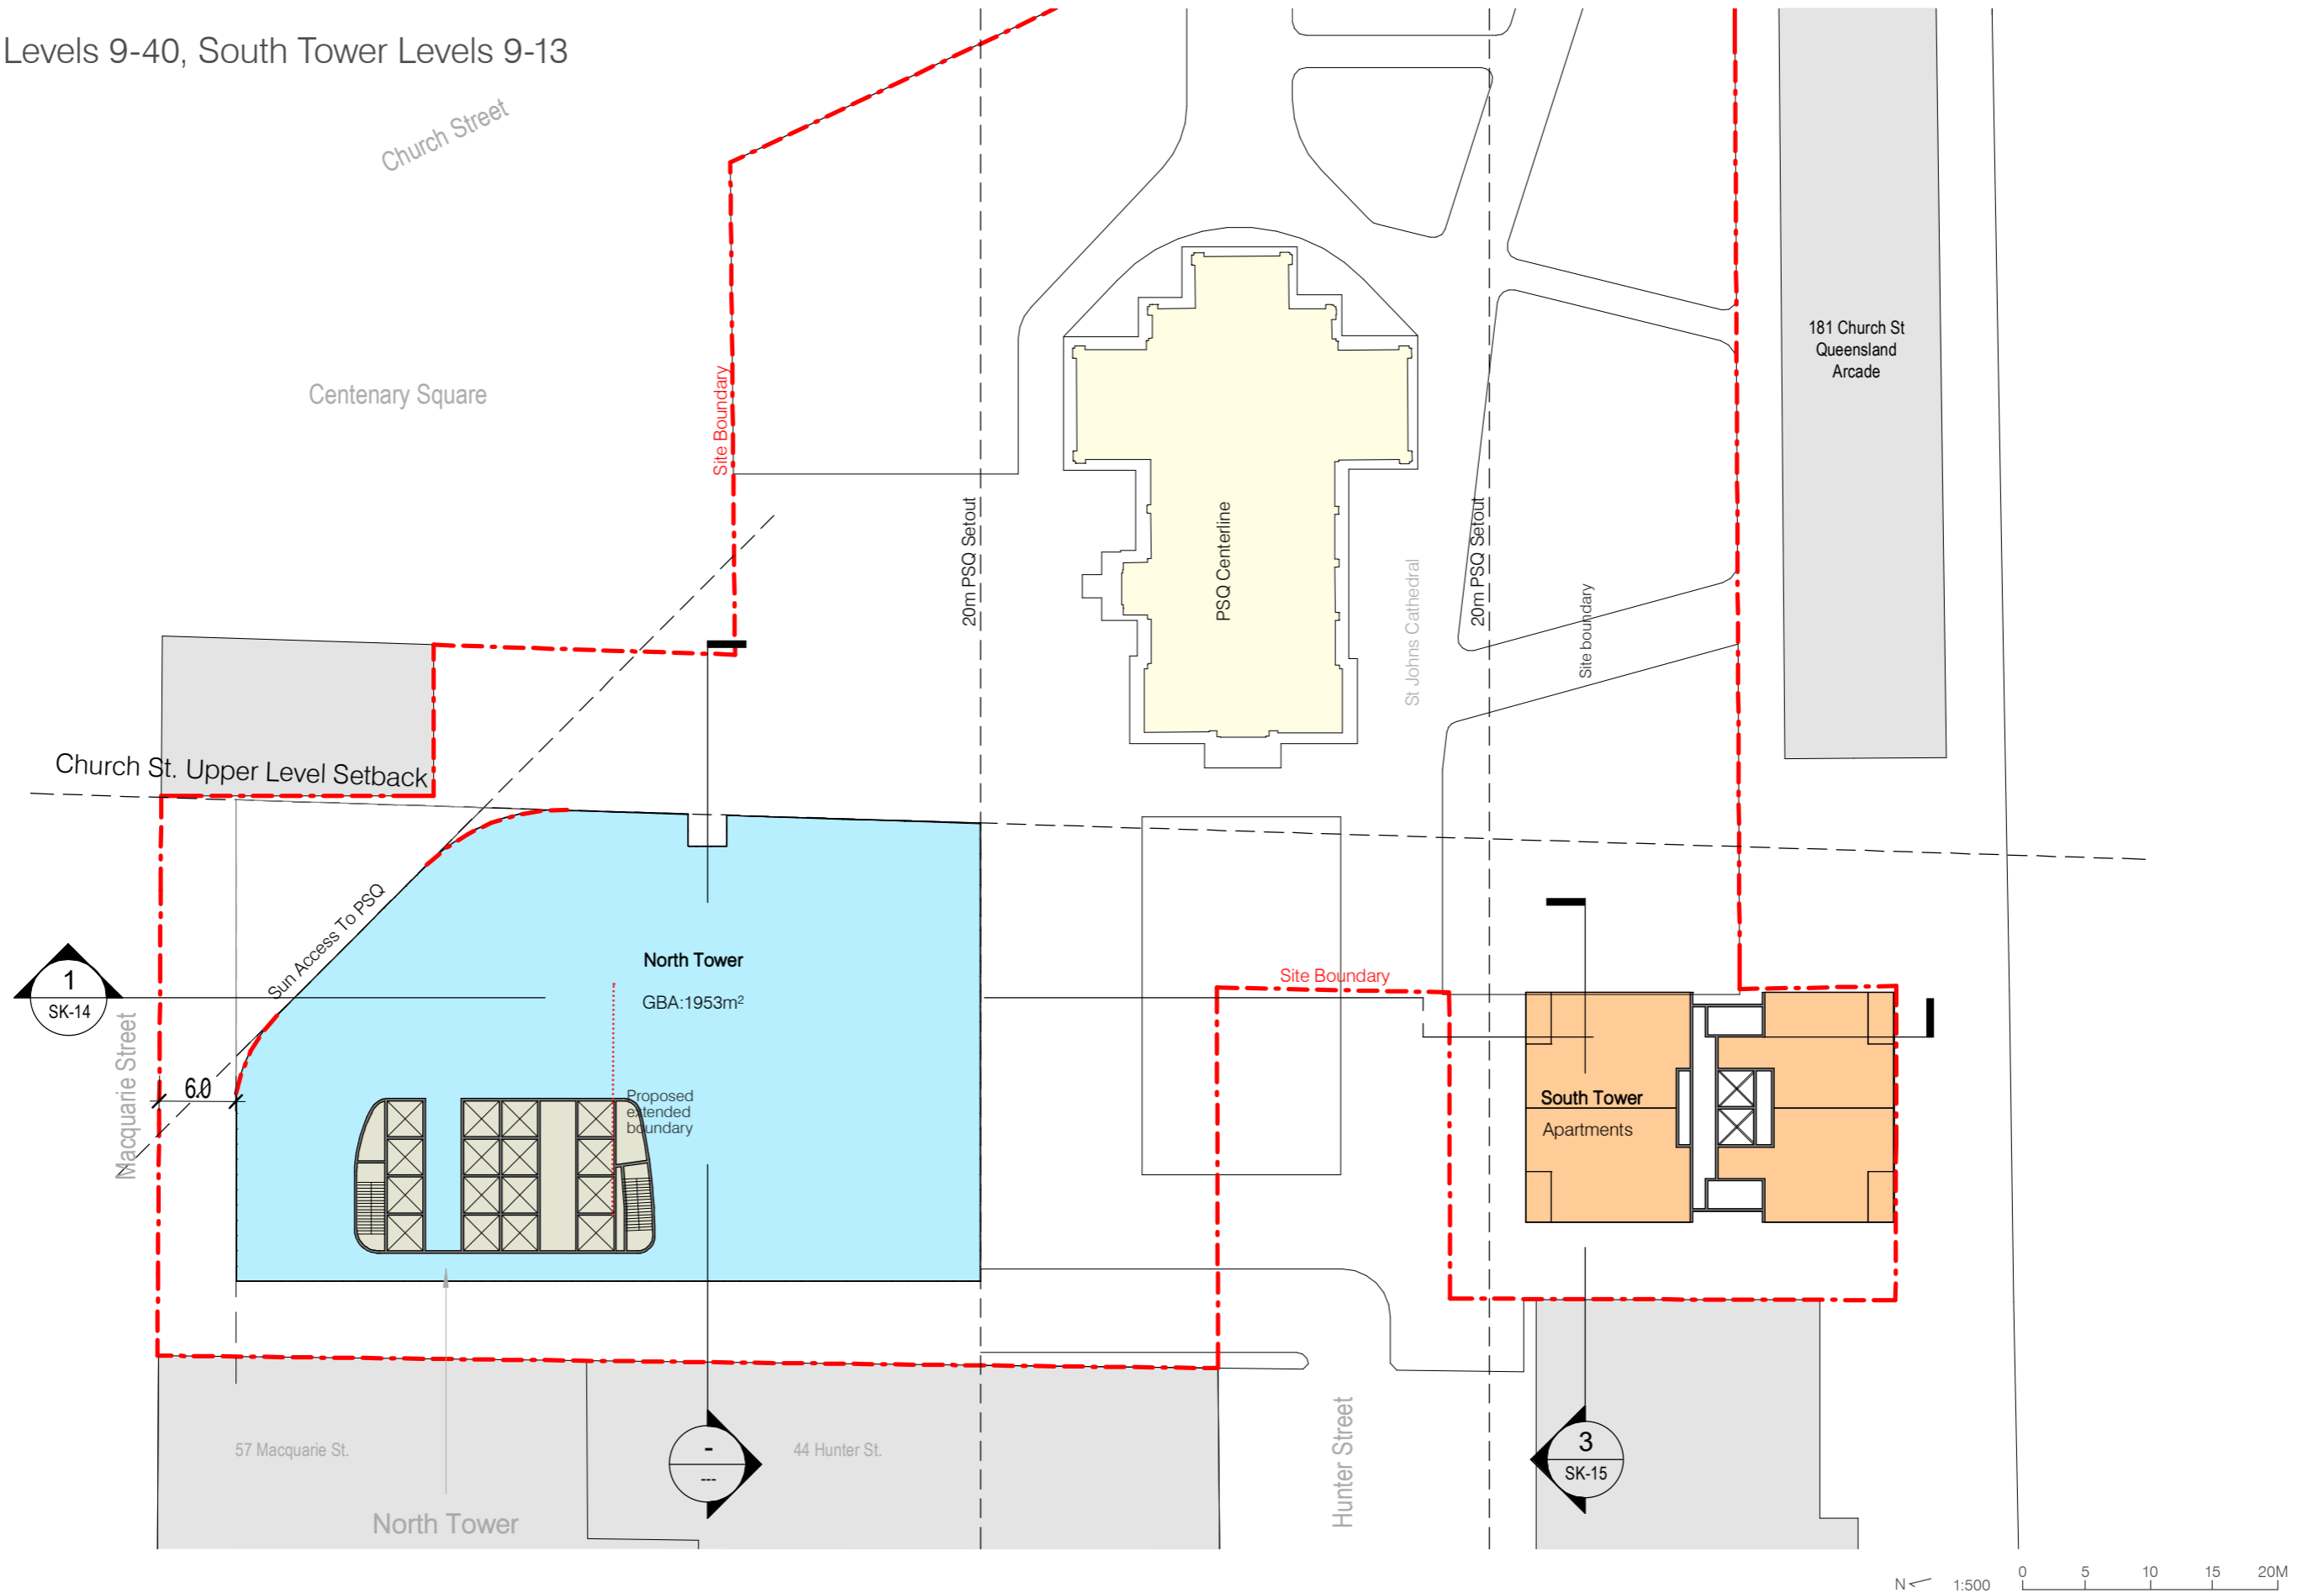 Levels 9-40, South Tower Levels 9-13
Church Street
Centenary Square
Site Boundary
181 Church St
Queensland
Arcade
20m PSQ Setout
PSQ Centerline
St Johns Cathedral
20m PSQ Setout
Site boundary
Church St. Upper Level Setback
Sun Access To PSQ
1
SK-14
Macquarie Street
6.0
North Tower
GBA:1953m²
Proposed
extended
boundary
Site Boundary
South Tower
Apartments
57 Macquarie St.
North Tower
-
---
44 Hunter St.
Hunter Street
3
SK-15
N
1:500
0 5 10 15 20M